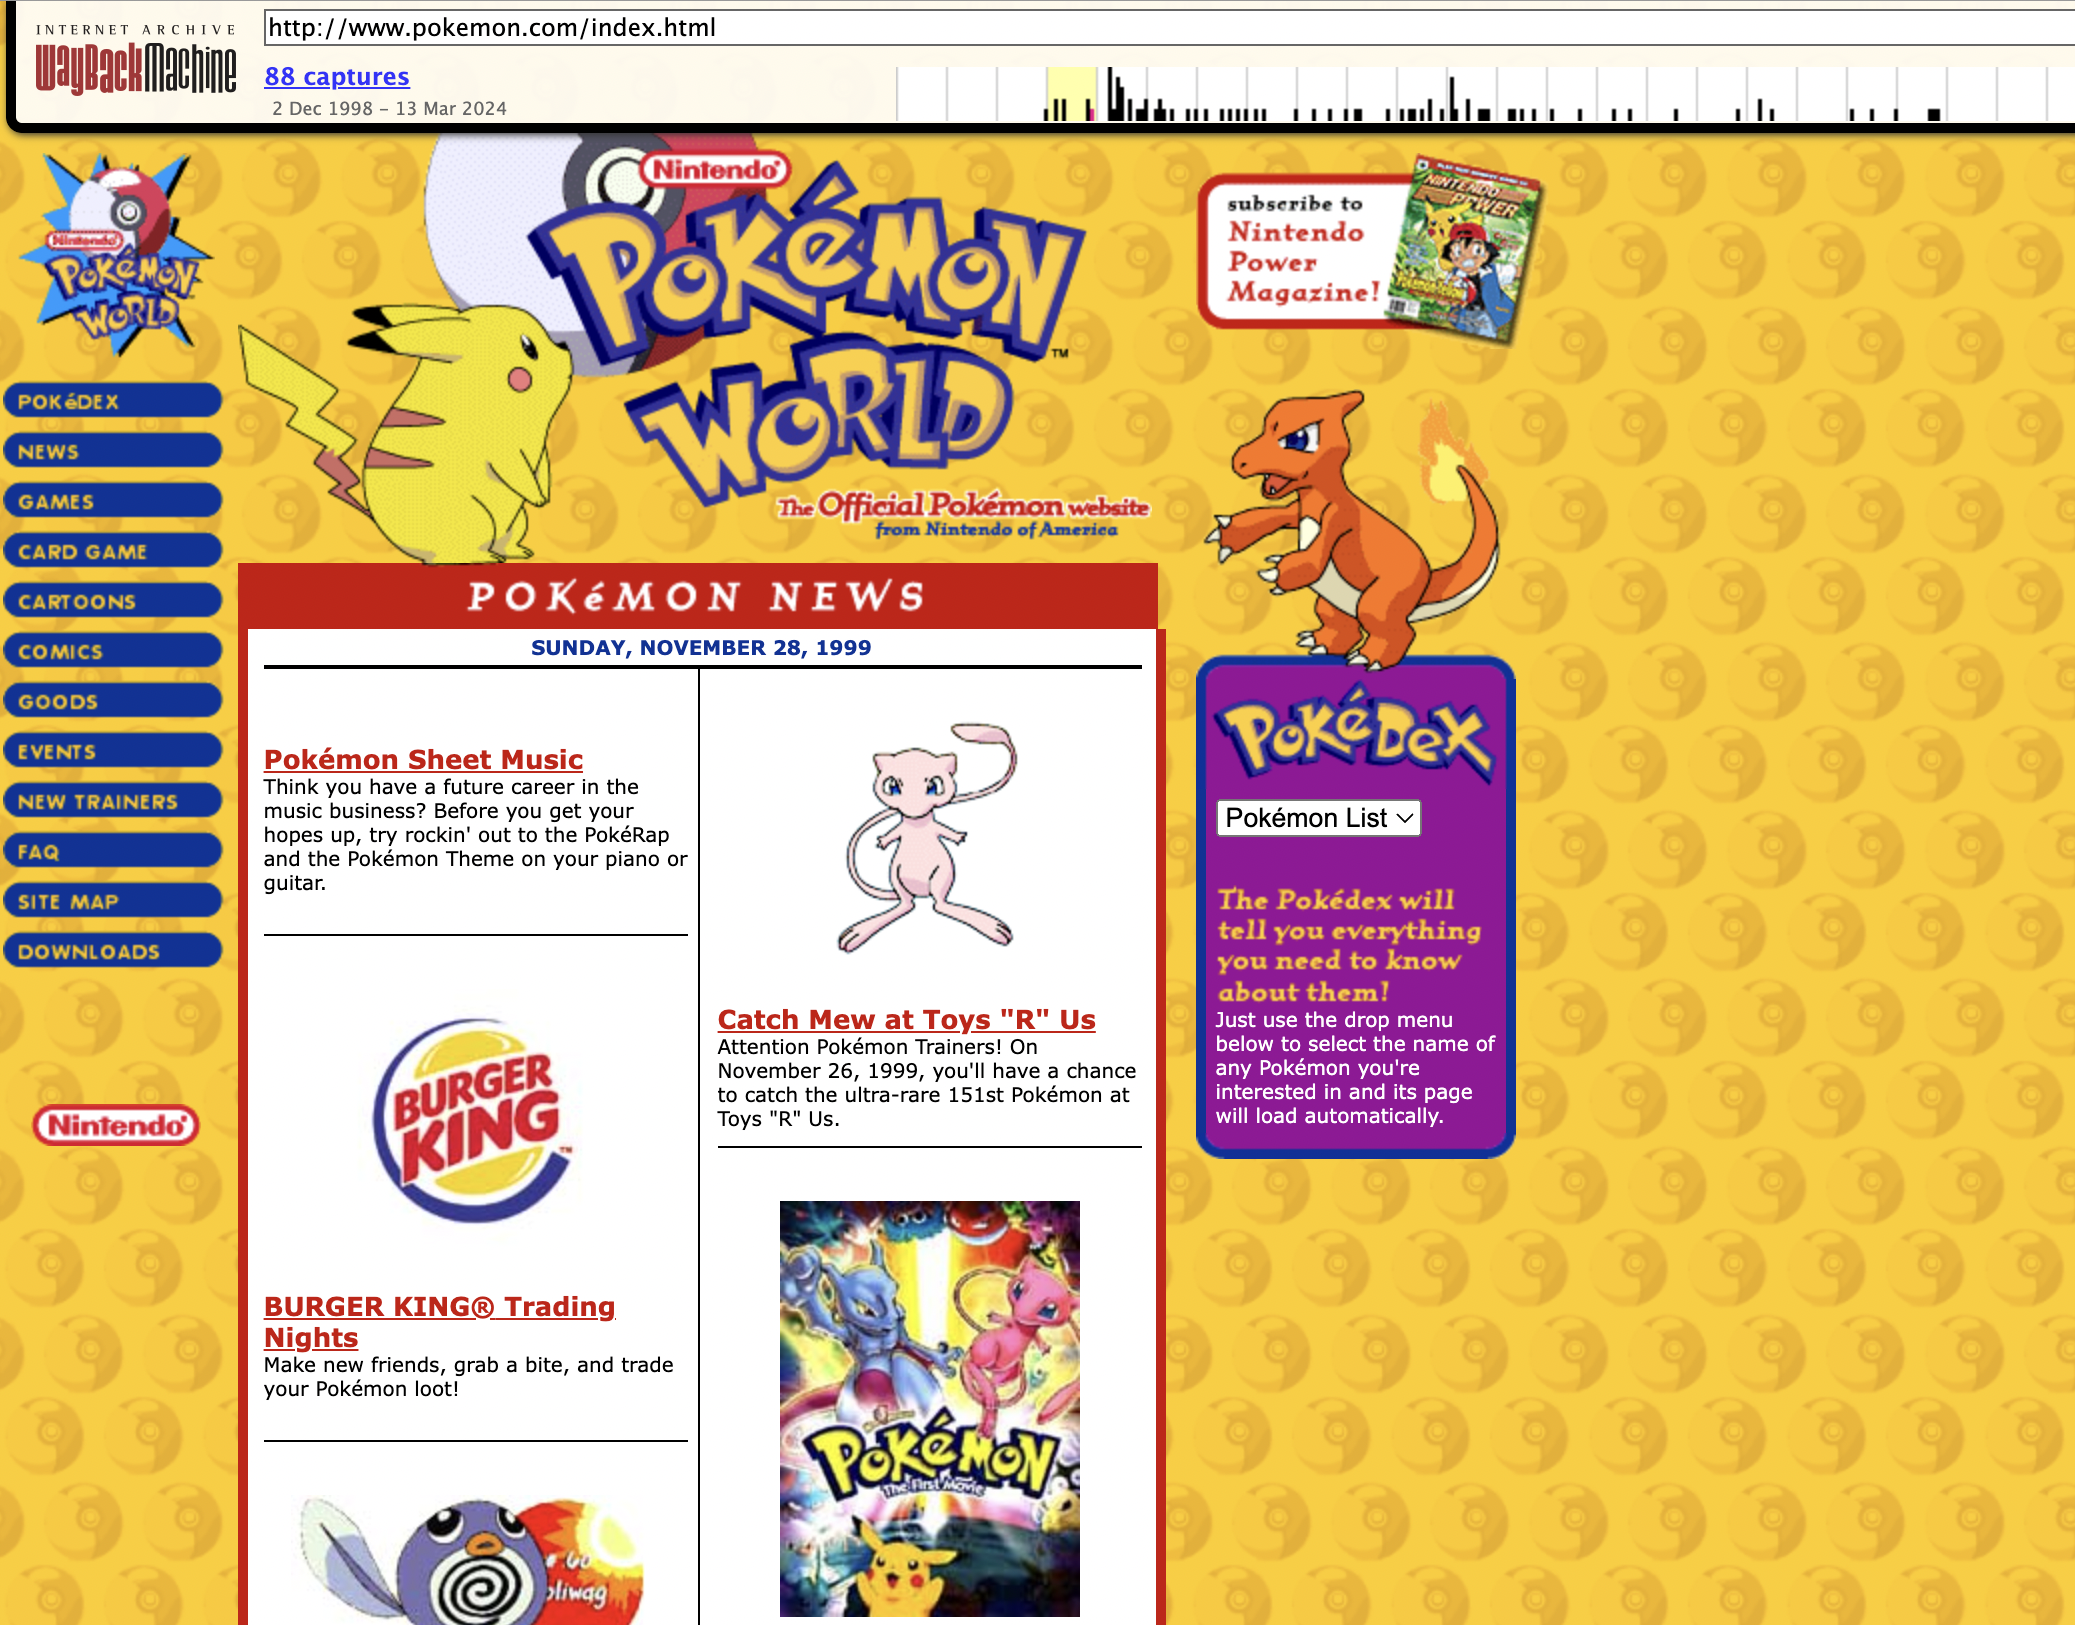 INTERNET ARCHIVE
WayBackMachine
http://www.pokemon.com/index.html
88 captures
2 Dec 1998 – 13 Mar 2024
Nintendo®
POKéMON
WORLD
POKéDEX
NEWS
GAMES
CARD GAME
CARTOONS
COMICS
GOODS
EVENTS
NEW TRAINERS
FAQ
SITE MAP
DOWNLOADS
Nintendo®
Nintendo®
POKéMON
WORLD™
The Official Pokémon website
from Nintendo of America
subscribe to
Nintendo
Power
Magazine!
NINTENDO
POWER
POKéMON NEWS
SUNDAY, NOVEMBER 28, 1999
Pokémon Sheet Music
Think you have a future career in the
music business? Before you get your
hopes up, try rockin' out to the PokéRap
and the Pokémon Theme on your piano or
guitar.
BURGER
KING™
BURGER KING® Trading
Nights
Make new friends, grab a bite, and trade
your Pokémon loot!
Go
Catch Mew at Toys "R" Us
Attention Pokémon Trainers! On
November 26, 1999, you'll have a chance
to catch the ultra-rare 151st Pokémon at
Toys "R" Us.
POKéMON
The First Movie
POKéDEX
Pokémon List
The Pokédex will
tell you everything
you need to know
about them!
Just use the drop menu
below to select the name of
any Pokémon you're
interested in and its page
will load automatically.